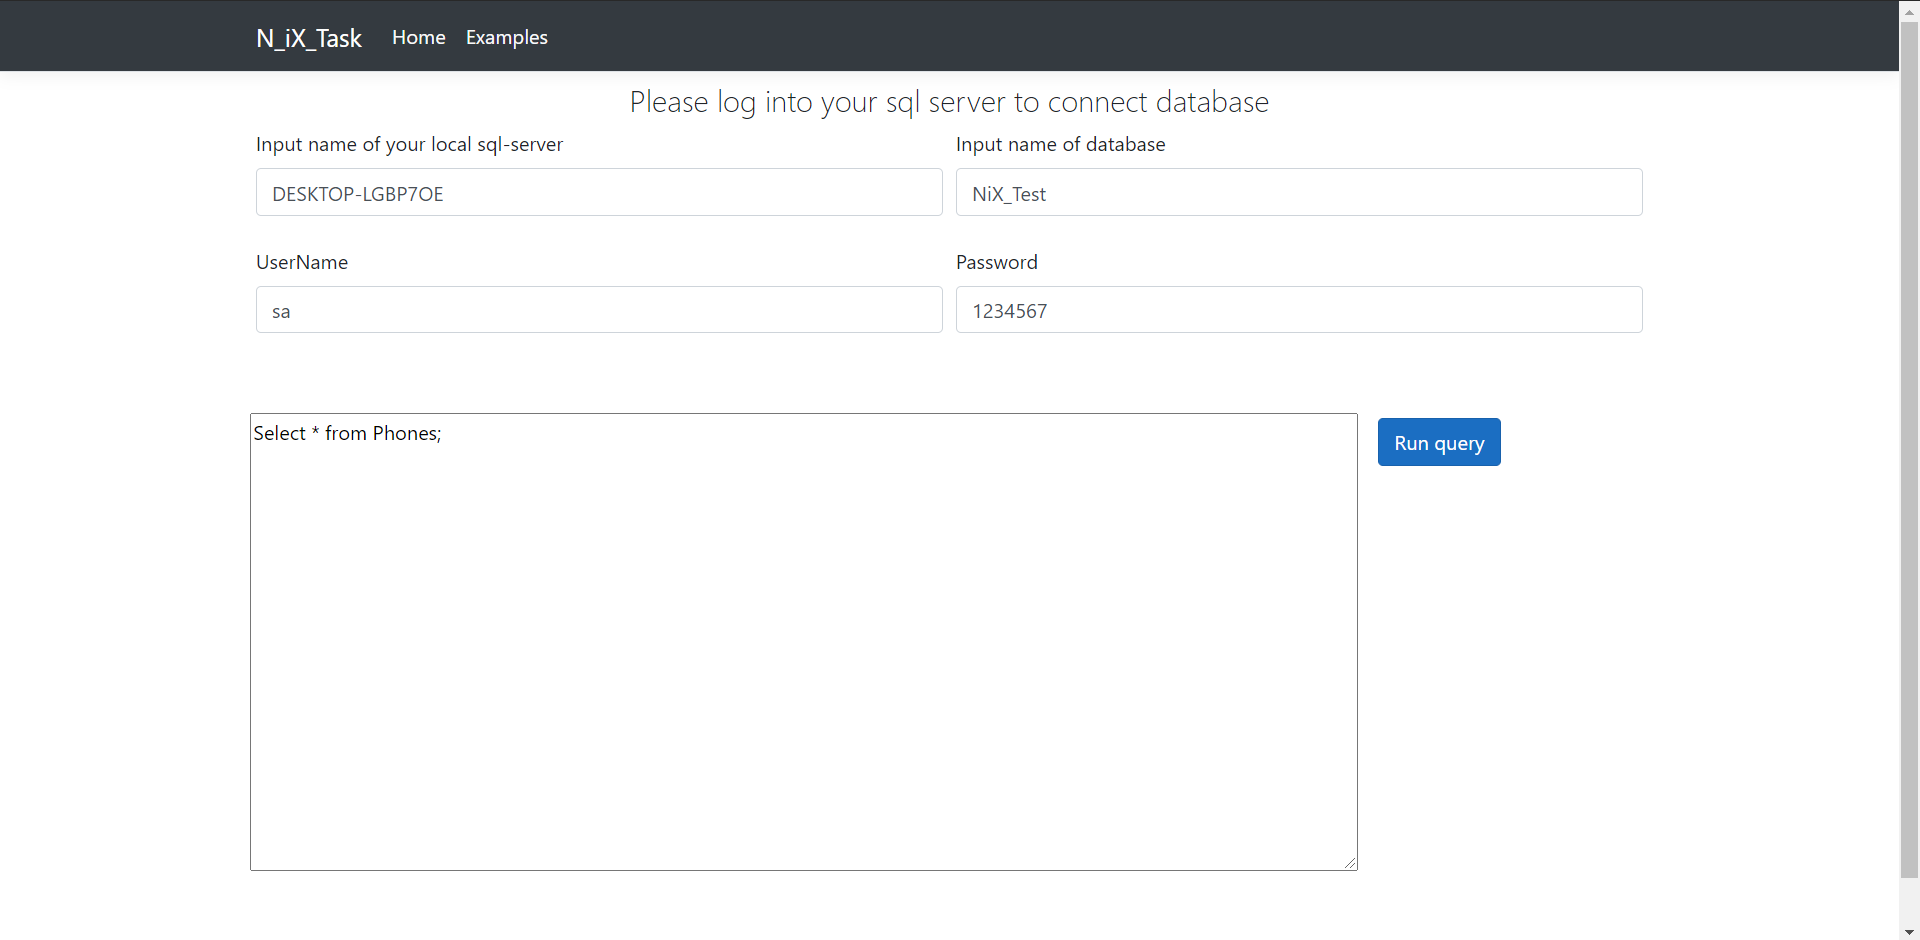 N_iX_Task Home Examples
Please log into your sql server to connect database
Input name of your local sql-server Input name of database
DESKTOP-LGBP7OE NiX_Test
UserName Password
sa 1234567
Select * from Phones;
Run query